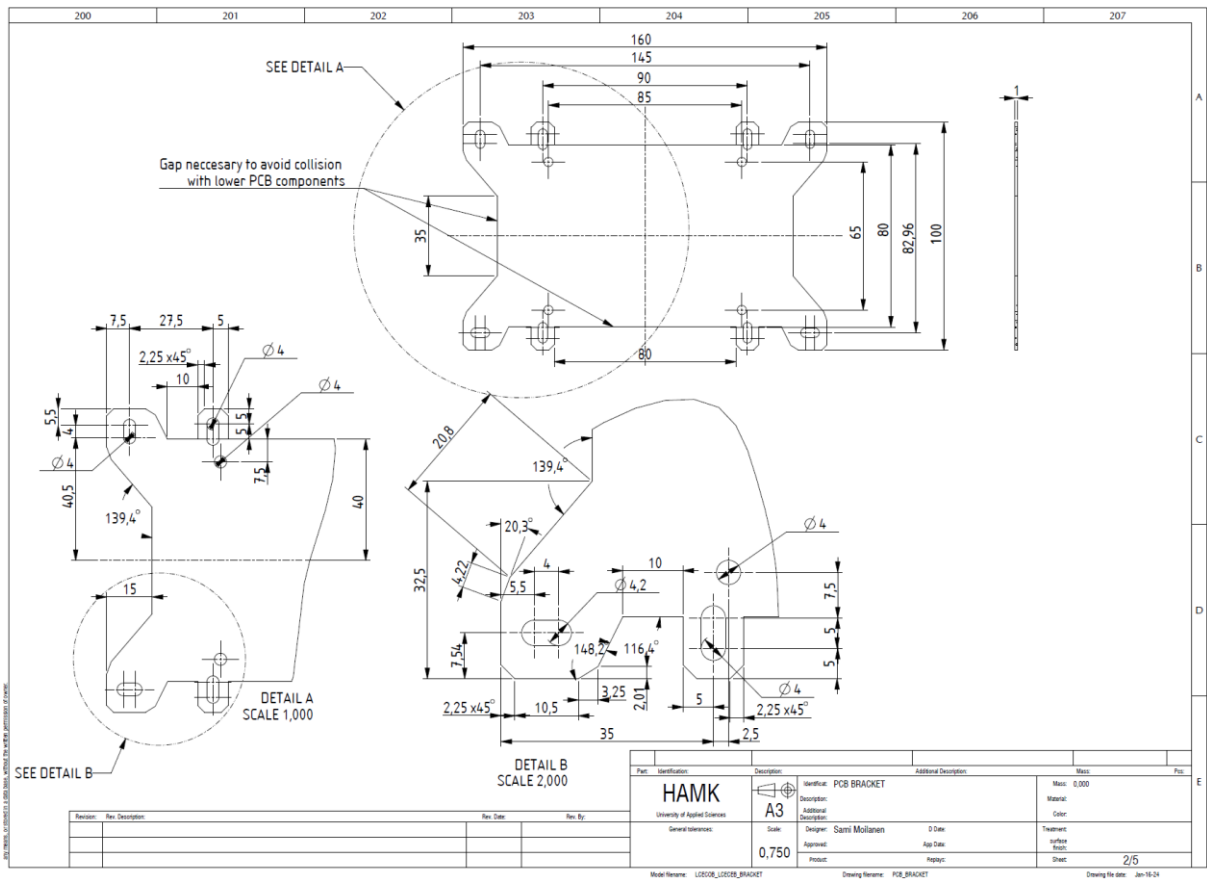 200 201 202 203 204 205 206 207
A
B
C
D
E
160
145
90
85
SEE DETAIL A
1
Gap neccesary to avoid collision
with lower PCB components
35
65
80
82,96
100
80
7,5 27,5 5
2,25 x45°
Ø 4
10
Ø 4
5,5
4
5
5
Ø 4
7,5
40,5
40
139,4°
15
DETAIL A
SCALE 1,000
SEE DETAIL B
20,8
139,4°
20,3°
Ø 4
4,22
4
10
5,5
Ø 4,2
32,5
7,5
7,54
5
5
148,2°
116,4°
3,25
2,01
Ø 4
5
2,25 x45°
10,5
2,25 x45°
35
2,5
DETAIL B
SCALE 2,000
Part: Identification: Description: Additional Description: Mass: Pos:
HAMK
University of Applied Sciences
General tolerances:
A3
Scale:
0,750
Identificat: PCB BRACKET
Description:
Additional
Description:
Designer: Sami Moilanen D Date:
Approved: App Date:
Product: Replajc:
Mass: 0,000
Material:
Color:
Treatment:
surface
finish:
Sheet: 2/5
Revision: Rev. Description: Rev. Date: Rev. By:
Model filename: LGECOB_LGECEB_BRACKET Drawing filename: PCB_BRACKET Drawing file date: Jan-16-24